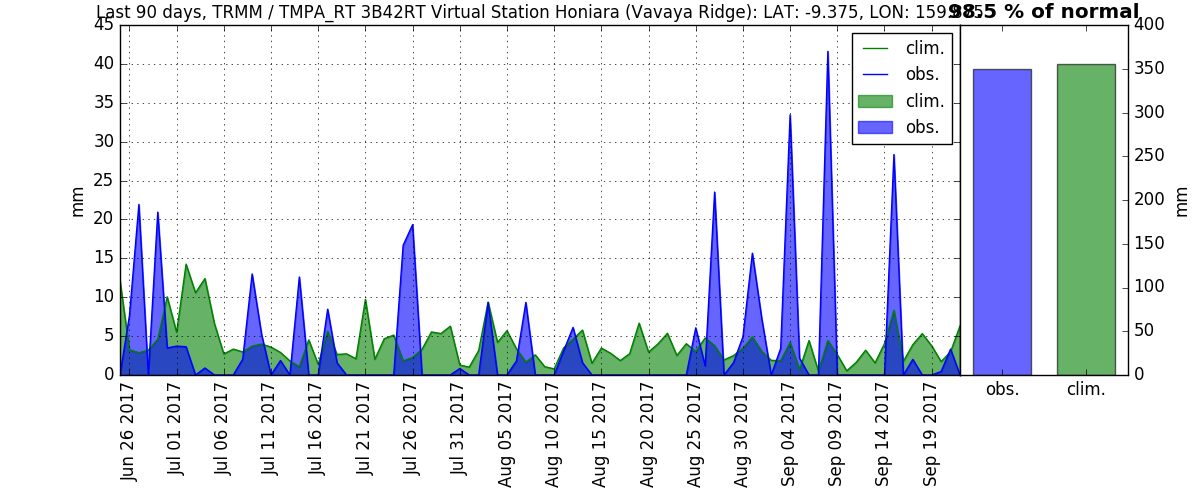 Last 90 days, TRMM / TMPA_RT 3B42RT Virtual Station Honiara (Vavaya Ridge): LAT: -9.375, LON:
98.5 % of normal
45
40
35
30
25
20
15
10
5
0
mm
clim.
obs.
clim.
obs.
400
350
300
250
200
150
100
50
0
mm
Jun 26 2017
Jul 01 2017
Jul 06 2017
Jul 11 2017
Jul 16 2017
Jul 21 2017
Jul 26 2017
Jul 31 2017
Aug 05 2017
Aug 10 2017
Aug 15 2017
Aug 20 2017
Aug 25 2017
Aug 30 2017
Sep 04 2017
Sep 09 2017
Sep 14 2017
Sep 19 2017
obs.
clim.